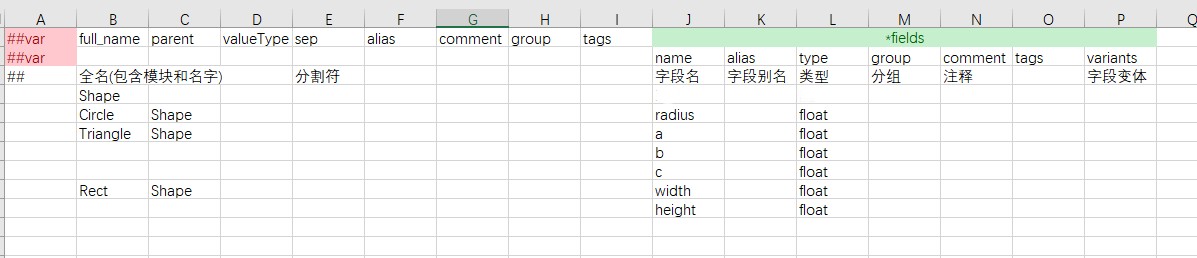 A B C D E F G H I J K L M N O P Q
##var full_name parent valueType sep alias comment group tags *fields
##var name alias type group comment tags variants
## 全名(包含模块和名字) 分割符 字段名 字段别名 类型 分组 注释 字段变体
Shape
Circle Shape radius float
Triangle Shape a float
b float
c float
Rect Shape width float
height float